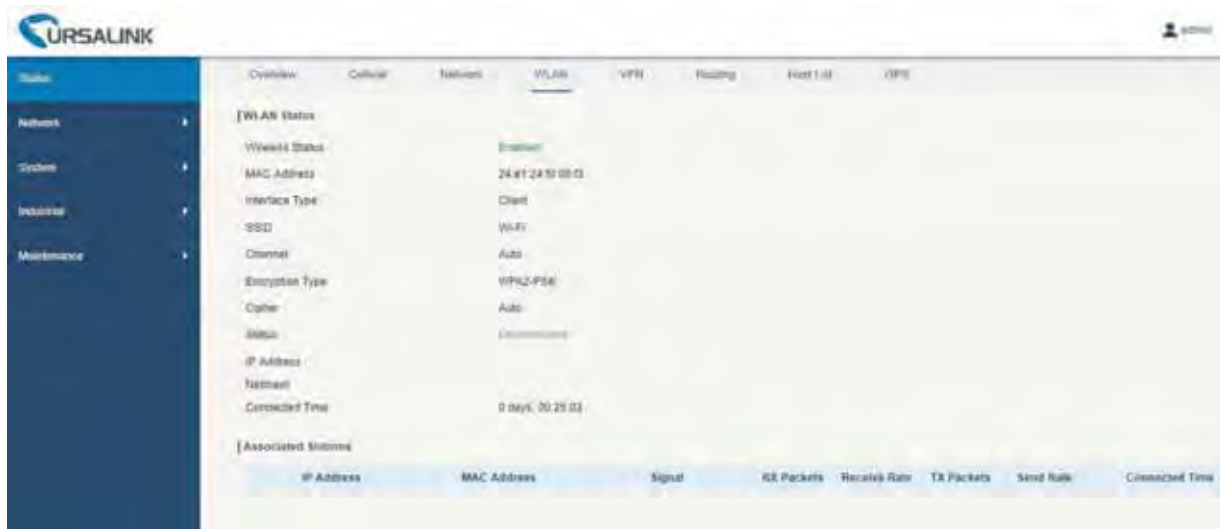 URSALINK
admin
Status
Overview Cellular Network WLAN VPN Routing Host List GPS
Network
System
Industrial
Maintenance
WLAN Status
Wireless Status Enabled
MAC Address
Interface Type Client
SSID Wi-Fi
Channel Auto
Encryption Type WPA2-PSK
Cipher Auto
Status Disconnected
IP Address
Netmask
Connected Time 0 days, 00:25:03
Associated Stations
IP Address MAC Address Signal RX Packets Receive Rate TX Packets Send Rate Connected Time